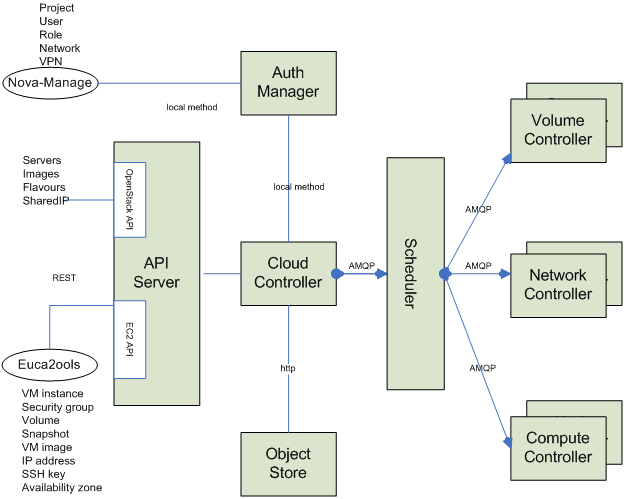 Project
User
Role
Network
VPN
Nova-Manage
local method
Auth
Manager
Servers
Images
Flavours
SharedIP
OpenStack API
API
Server
EC2 API
REST
Euca2ools
VM instance
Security group
Volume
Snapshot
VM image
IP address
SSH key
Availability zone
local method
Cloud
Controller
http
Object
Store
AMQP
Scheduler
AMQP
AMQP
AMQP
Volume
Controller
Network
Controller
Compute
Controller